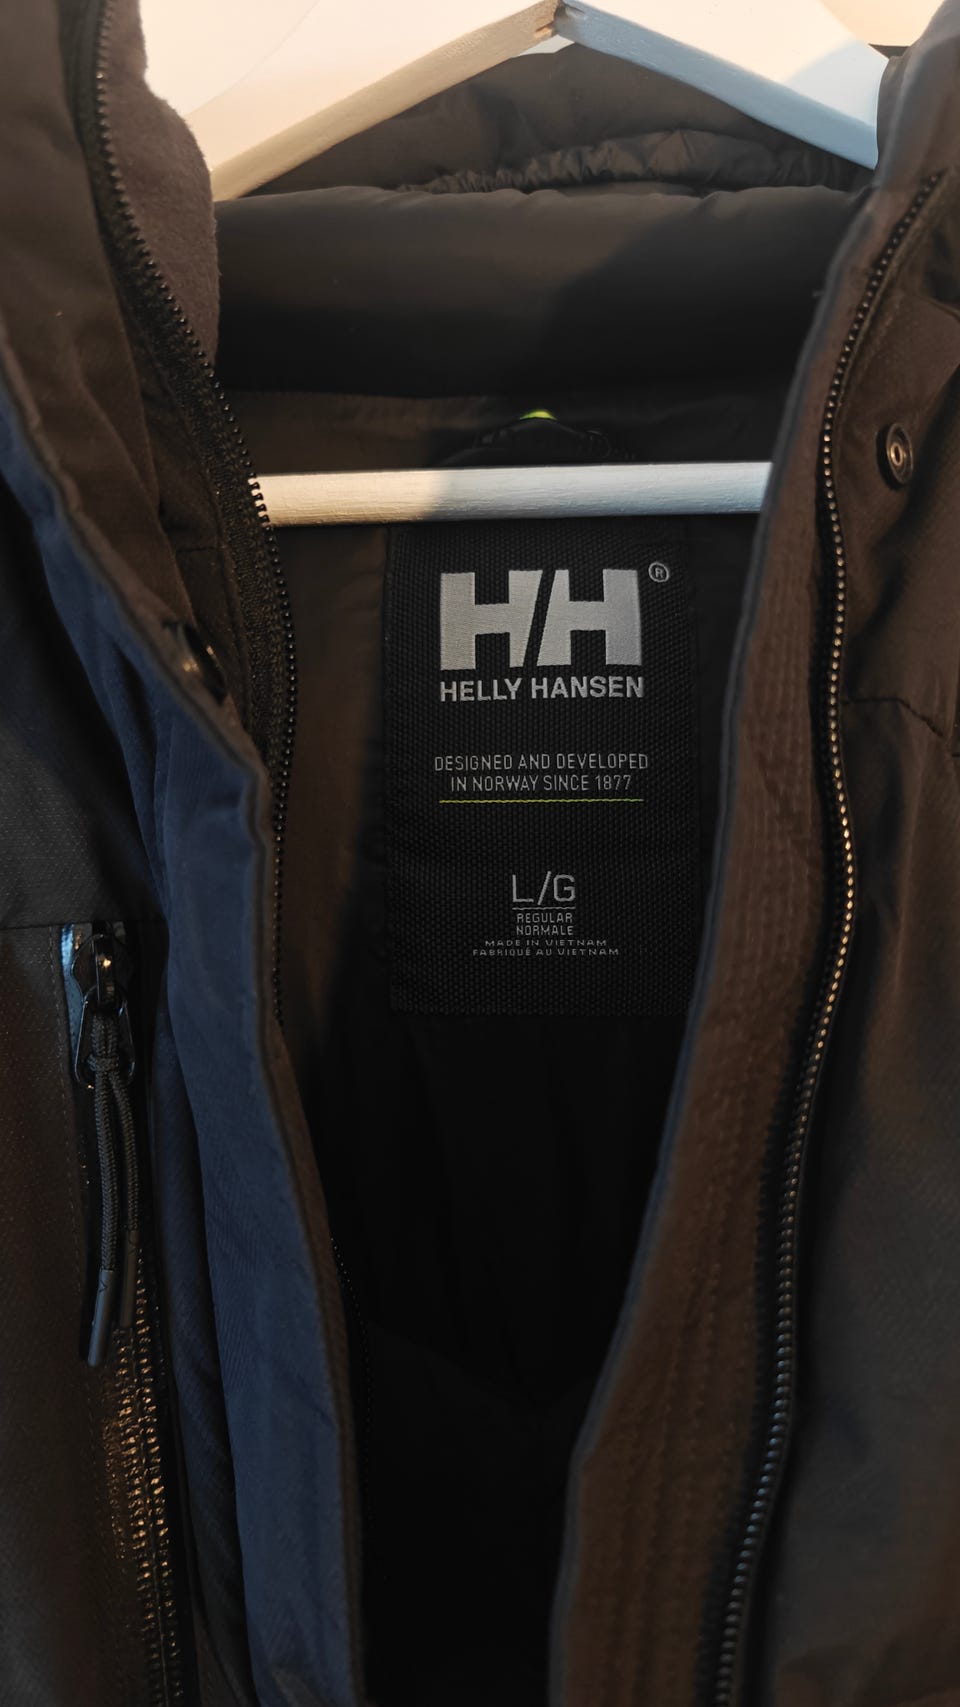 HH®
HELLY HANSEN
DESIGNED AND DEVELOPED
IN NORWAY SINCE 1877
L/G
REGULAR
NORMALE
MADE IN VIETNAM
FABRIQUÉ AU VIETNAM